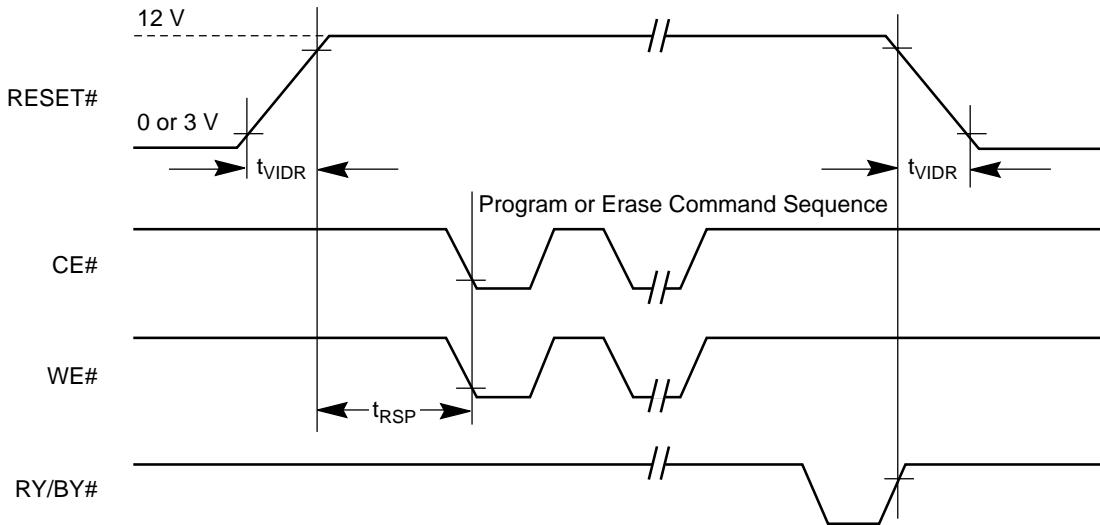 12 V
RESET#
0 or 3 V
tVIDR
tVIDR
Program or Erase Command Sequence
CE#
WE#
tRSP
RY/BY#